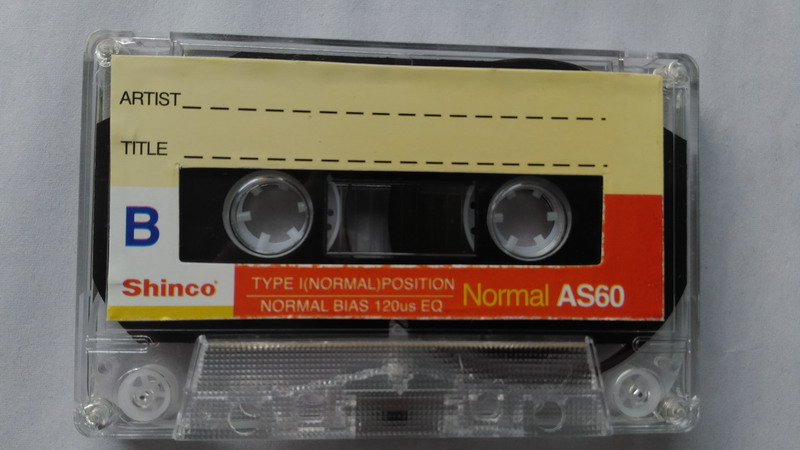 ARTIST
TITLE
B
Shinco
TYPE I(NORMAL)POSITION
NORMAL BIAS 120us EQ
Normal AS60